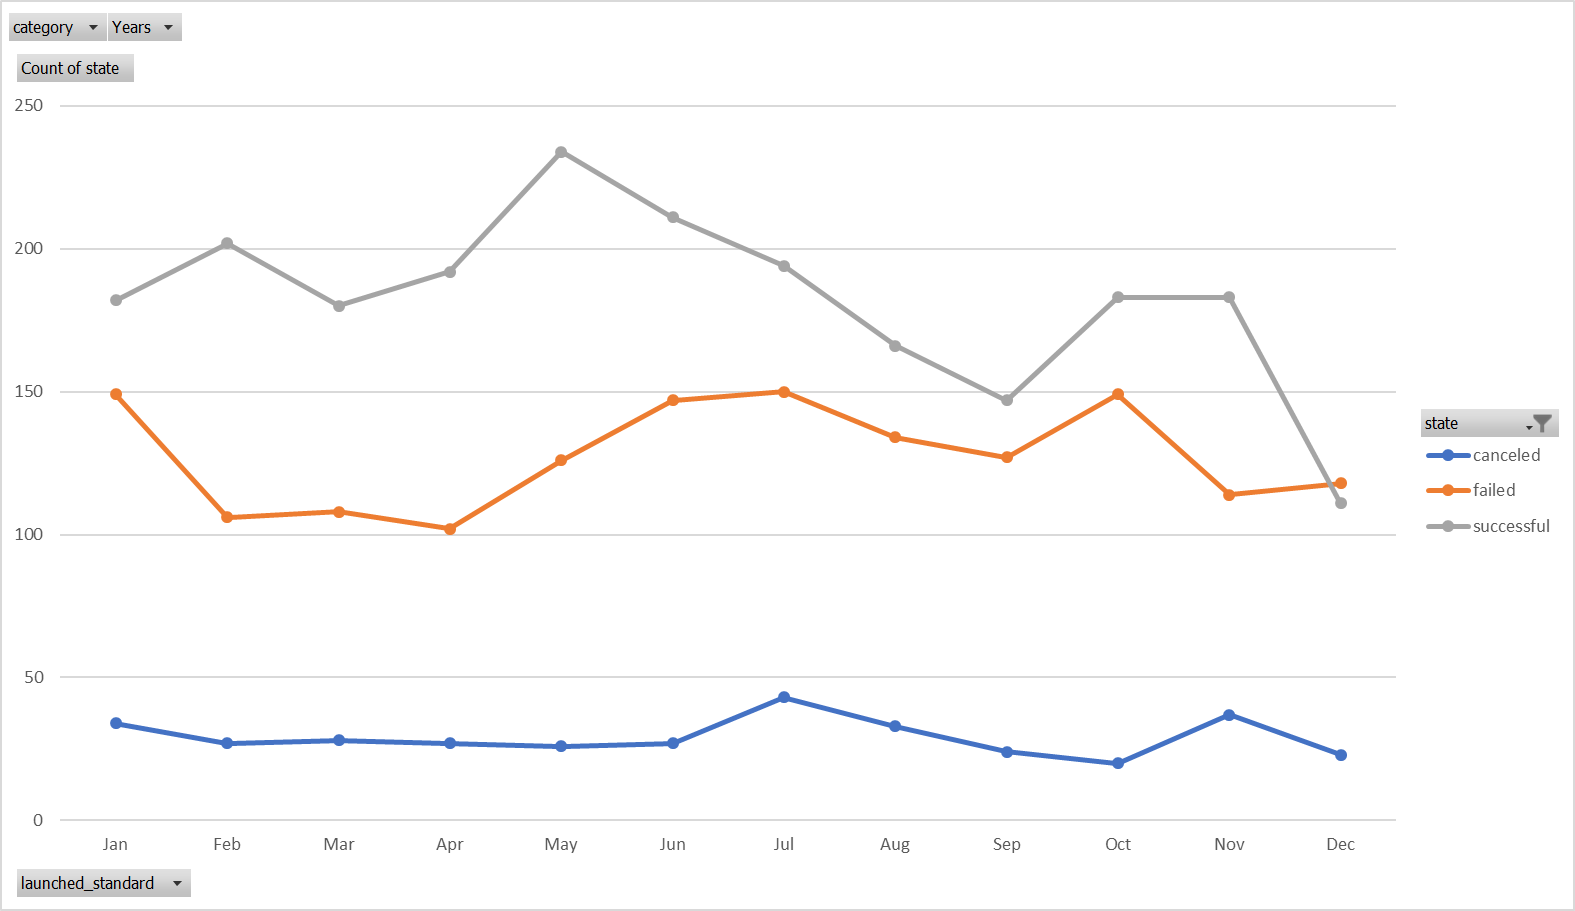 category Years
Count of state
250
200
150
100
50
0
Jan Feb Mar Apr May Jun Jul Aug Sep Oct Nov Dec
state
canceled
failed
successful
launched_standard